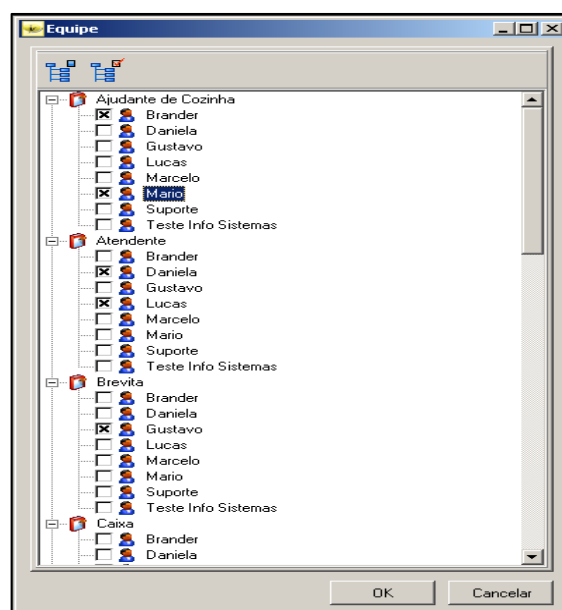 Equipe
Ajudante de Cozinha
Brander
Daniela
Gustavo
Lucas
Marcelo
Mario
Suporte
Teste Info Sistemas
Atendente
Brander
Daniela
Gustavo
Lucas
Marcelo
Mario
Suporte
Teste Info Sistemas
Brevita
Brander
Daniela
Gustavo
Lucas
Marcelo
Mario
Suporte
Teste Info Sistemas
Caixa
Brander
Daniela
OK Cancelar